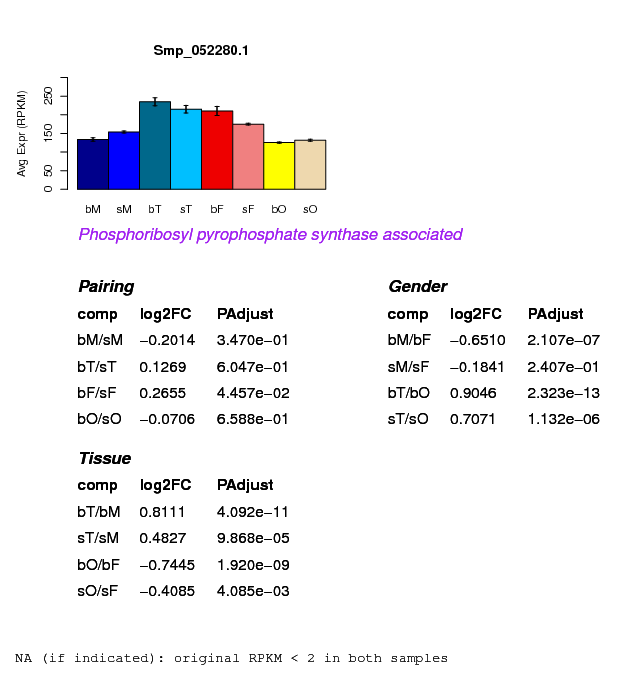 Smp_052280.1
Avg Expr (RPKM)
0 50 150 250
bM sM bT sT bF sF bO sO
Phosphoribosyl pyrophosphate synthase associated
Pairing
comp log2FC PAdjust
bM/sM −0.2014 3.470e−01
bT/sT 0.1269 6.047e−01
bF/sF 0.2655 4.457e−02
bO/sO −0.0706 6.588e−01
Gender
comp log2FC PAdjust
bM/bF −0.6510 2.107e−07
sM/sF −0.1841 2.407e−01
bT/bO 0.9046 2.323e−13
sT/sO 0.7071 1.132e−06
Tissue
comp log2FC PAdjust
bT/bM 0.8111 4.092e−11
sT/sM 0.4827 9.868e−05
bO/bF −0.7445 1.920e−09
sO/sF −0.4085 4.085e−03
NA (if indicated): original RPKM < 2 in both samples